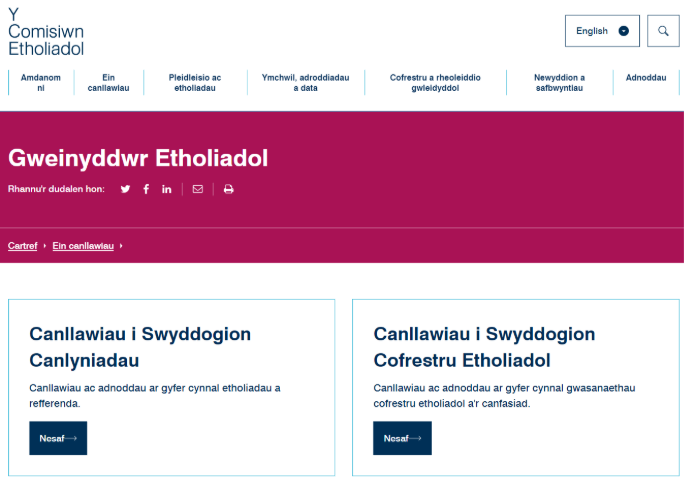 Y
Comisiwn
Etholiadol
English
Amdanom
ni
Ein
canllawiau
Pleidleisio ac
etholiadau
Ymchwil, adroddiadau
a data
Cofrestru a rheoleiddio
gwleidyddol
Newyddion a
safbwyntiau
Adnoddau
Gweinyddwr Etholiadol
Rhannu'r dudalen hon:
Cartref
Ein canllawiau
Canllawiau i Swyddogion
Canlyniadau
Canllawiau ac adnoddau ar gyfer cynnal etholiadau a
refferenda.
Nesaf
Canllawiau i Swyddogion
Cofrestru Etholiadol
Canllawiau ac adnoddau ar gyfer cynnal gwasanaethau
cofrestru etholiadol a'r canfasiad.
Nesaf